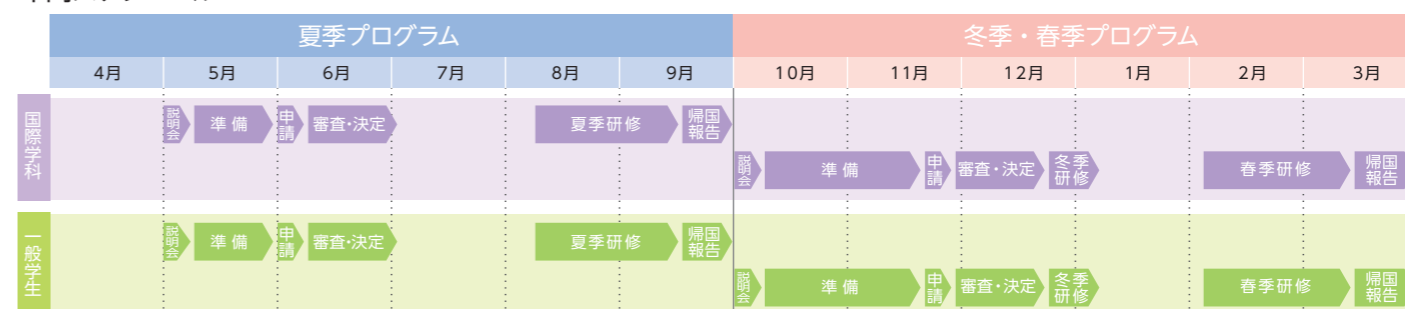 夏季プログラム 冬季・春季プログラム
4月 5月 6月 7月 8月 9月 10月 11月 12月 1月 2月 3月
国際学科
説明会 準備 申請 審査・決定 夏季研修 帰国報告
説明会 準備 申請 審査・決定 冬季研修 春季研修 帰国報告
一般学生
説明会 準備 申請 審査・決定 夏季研修 帰国報告
説明会 準備 申請 審査・決定 冬季研修 春季研修 帰国報告